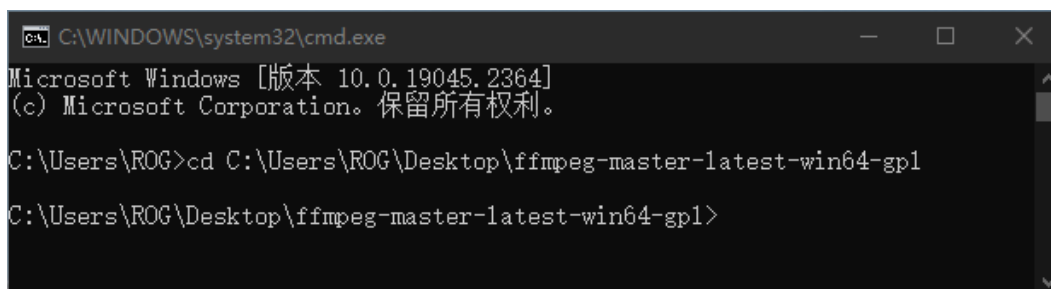 C:\WINDOWS\system32\cmd.exe
Microsoft Windows [版本 10.0.19045.2364]
(c) Microsoft Corporation。保留所有权利。
C:\Users\ROG>cd C:\Users\ROG\Desktop\ffmpeg-master-latest-win64-gpl
C:\Users\ROG\Desktop\ffmpeg-master-latest-win64-gpl>